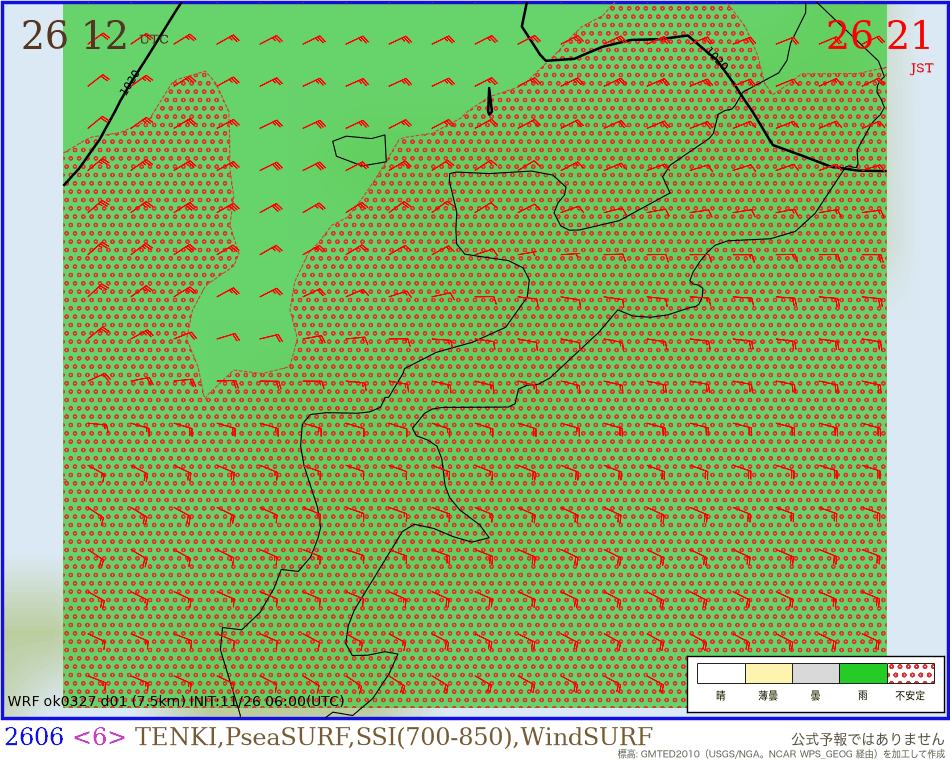 26 12 UTC
26 21
JST
1020
1020
WRF ok0327 d01 (7.5km) INIT:11/26 06:00(UTC)
晴 薄曇 曇 雨 不安定
2606 <6> TENKI,PseaSURF,SSI(700-850),WindSURF
公式予報ではありません
標高: GMTED2010（USGS/NGA。NCAR WPS_GEOG 経由）を加工して作成